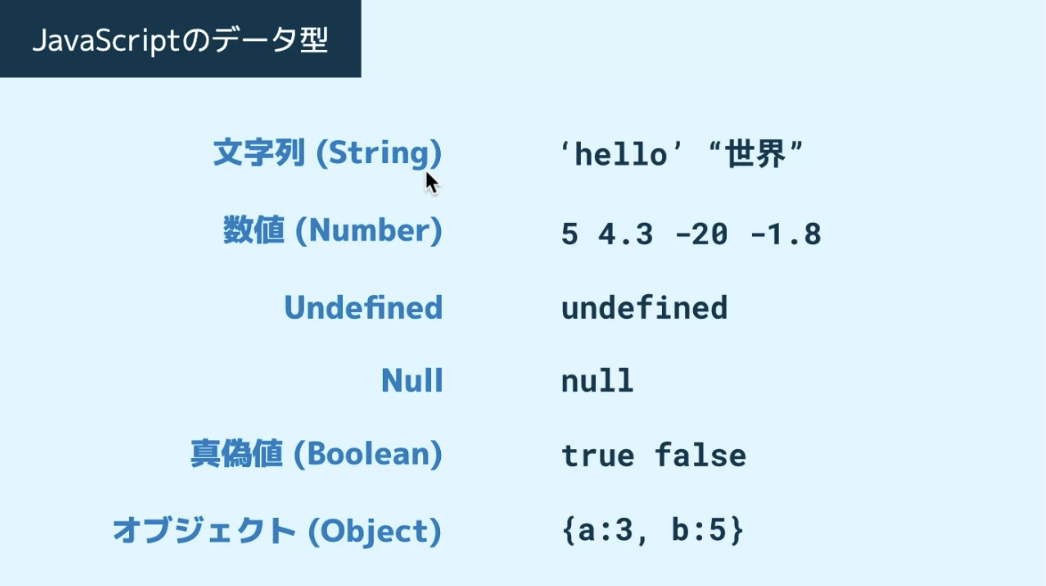 JavaScriptのデータ型
文字列 (String) ‘hello’ “世界”
数値 (Number) 5 4.3 -20 -1.8
Undefined undefined
Null null
真偽値 (Boolean) true false
オブジェクト (Object) {a:3, b:5}